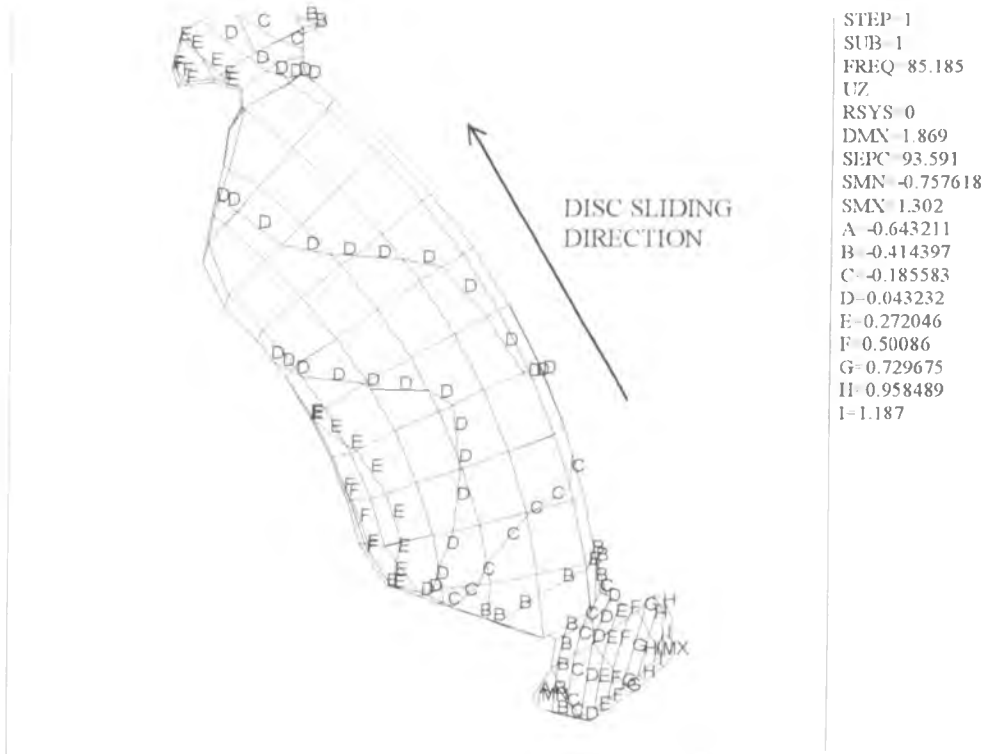 STEP=1
SUB=1
FREQ=85.185
UZ
RSYS=0
DMX=1.869
SEPC=93.591
SMN=-0.757618
SMX=1.302
A=-0.643211
B=-0.414397
C=-0.185583
D=0.043232
E=0.272046
F=0.50086
G=0.729675
H=0.958489
I=1.187
DISC SLIDING
DIRECTION
MX
MN